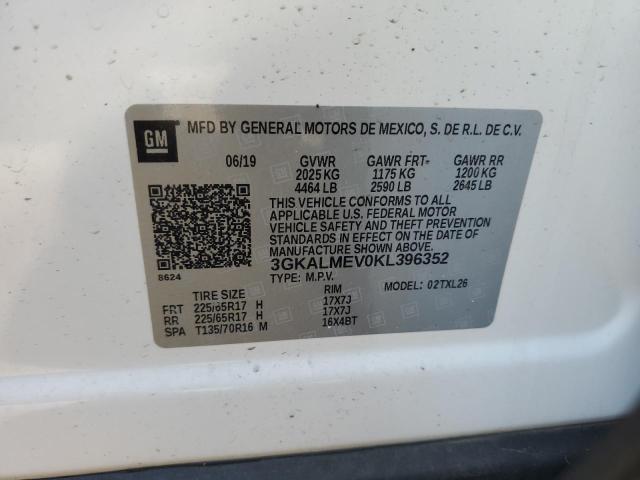 GM MFD BY GENERAL MOTORS DE MEXICO, S. DE R.L. DE C.V.
06/19 GVWR GAWR FRT+ GAWR RR
2025 KG 1175 KG 1200 KG
4464 LB 2590 LB 2645 LB
THIS VEHICLE CONFORMS TO ALL
APPLICABLE U.S. FEDERAL MOTOR
VEHICLE SAFETY AND THEFT PREVENTION
STANDARDS IN EFFECT ON THE DATE OF
MANUFACTURE SHOWN ABOVE.
3GKALMEV0KL396352
8624 TYPE: M.P.V. MODEL: 02TXL26
TIRE SIZE RIM
FRT 225/65R17 H 17X7J
RR 225/65R17 H 17X7J
SPA T135/70R16 M 16X4BT